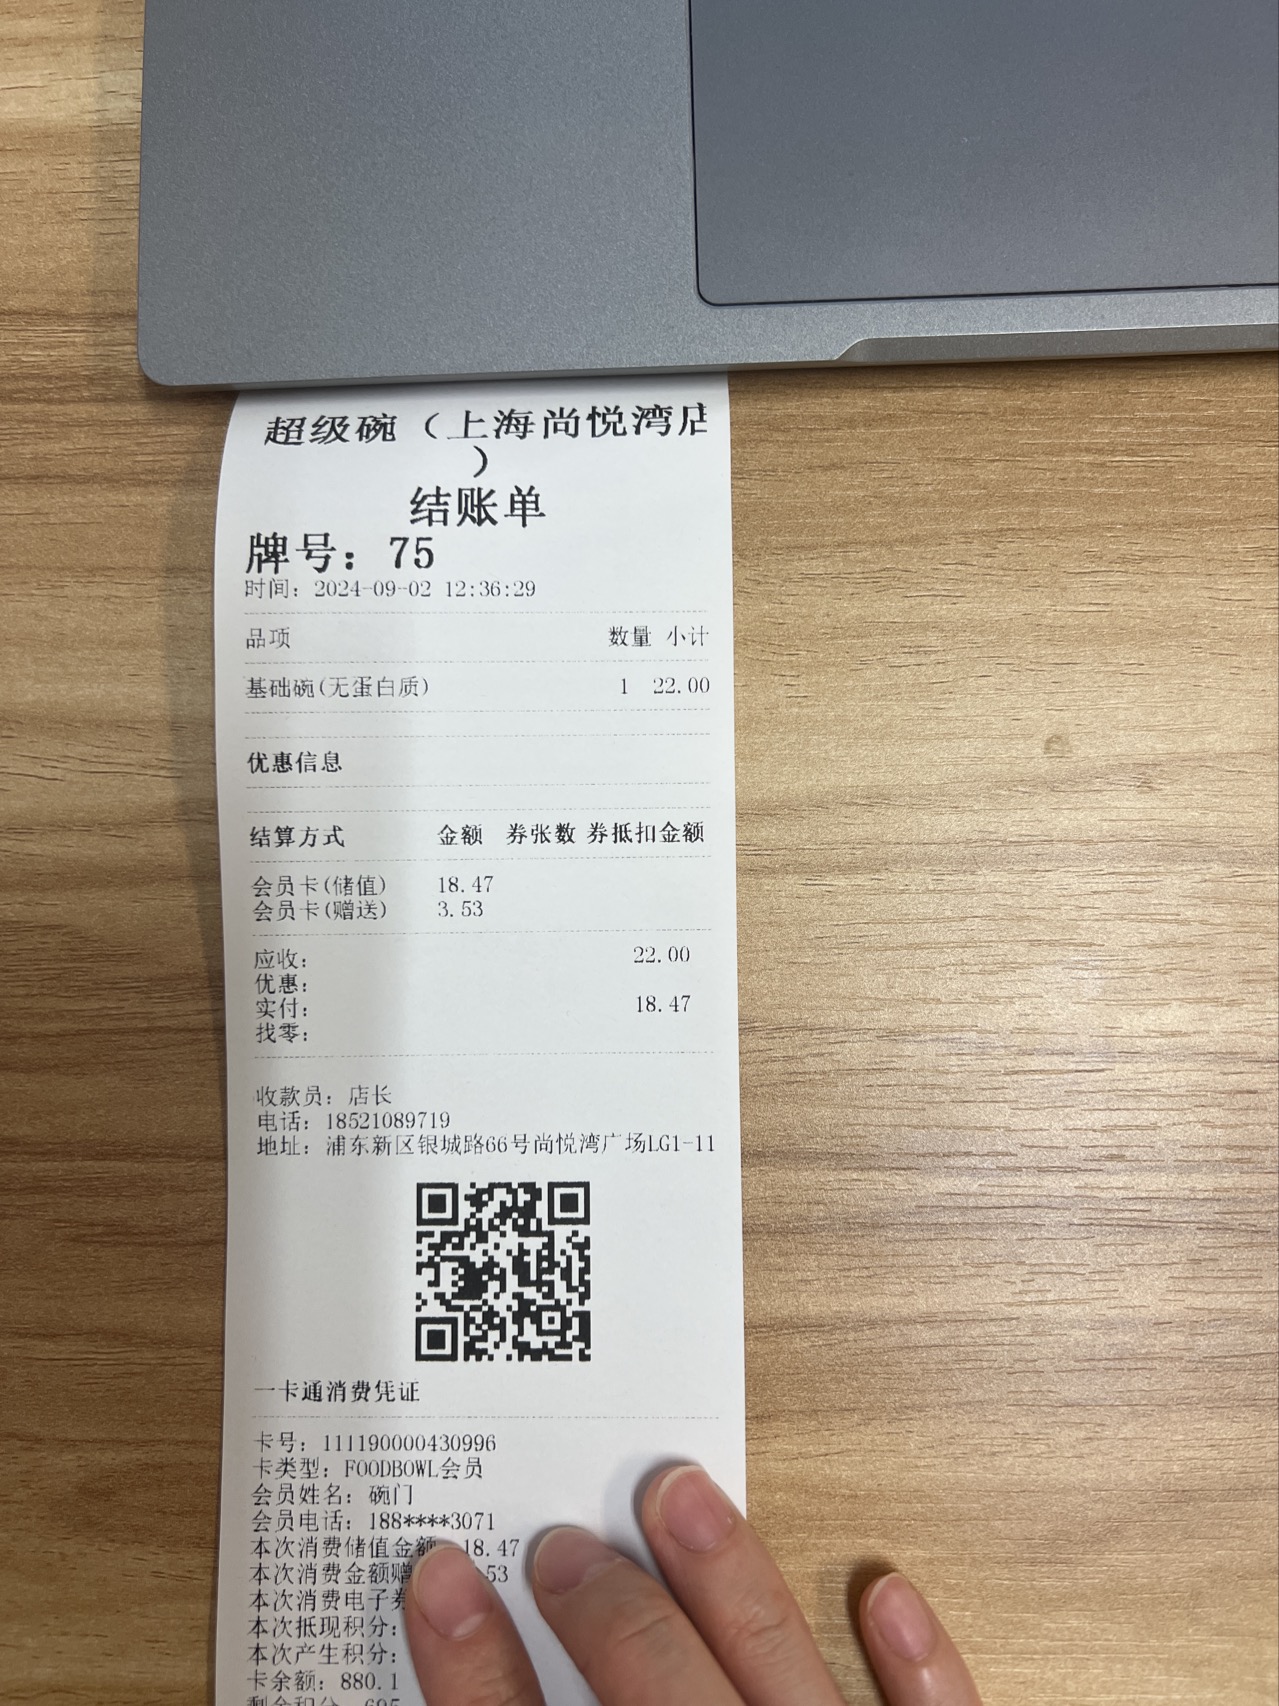 超级碗（上海尚悦湾店
）
结账单
牌号：75
时间：2024-09-02 12:36:29
品项 数量 小计
基础碗(无蛋白质) 1 22.00
优惠信息
结算方式 金额 券张数 券抵扣金额
会员卡(储值) 18.47
会员卡(赠送) 3.53
应收： 22.00
优惠：
实付： 18.47
找零：
收款员：店长
电话：18521089719
地址：浦东新区银城路66号尚悦湾广场LG1-11
一卡通消费凭证
卡号：111190000430996
卡类型：FOODBOWL会员
会员姓名：碗门
会员电话：188****3071
本次消费储值金额 18.47
本次消费金额赠 53
本次消费电子券
本次抵现积分：
本次产生积分：
卡余额：880.1
剩余积分 695